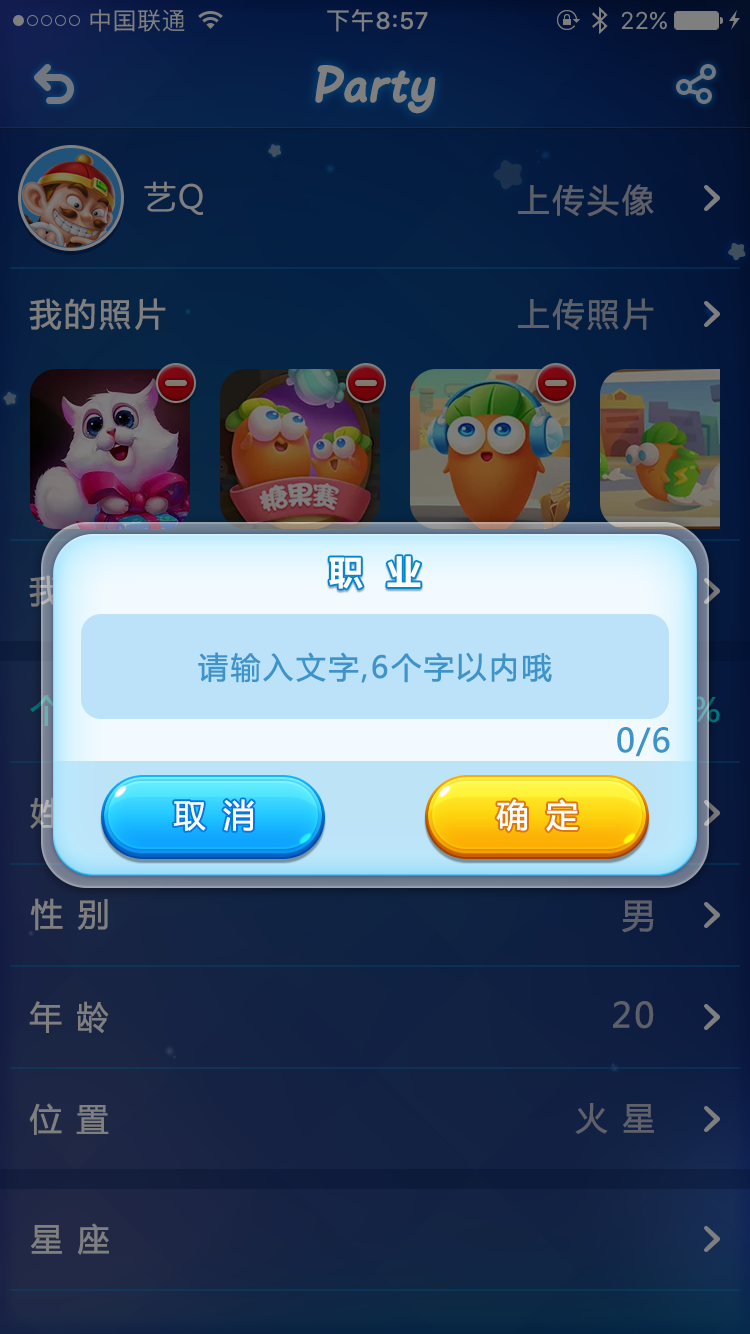 中国联通 下午8:57 22%
Party
艺Q 上传头像
我的照片 上传照片
糖果赛
我
职 业
请输入文字,6个字以内哦
0/6
个 %
取 消 确 定
姓
性 别 男
年 龄 20
位 置 火 星
星 座